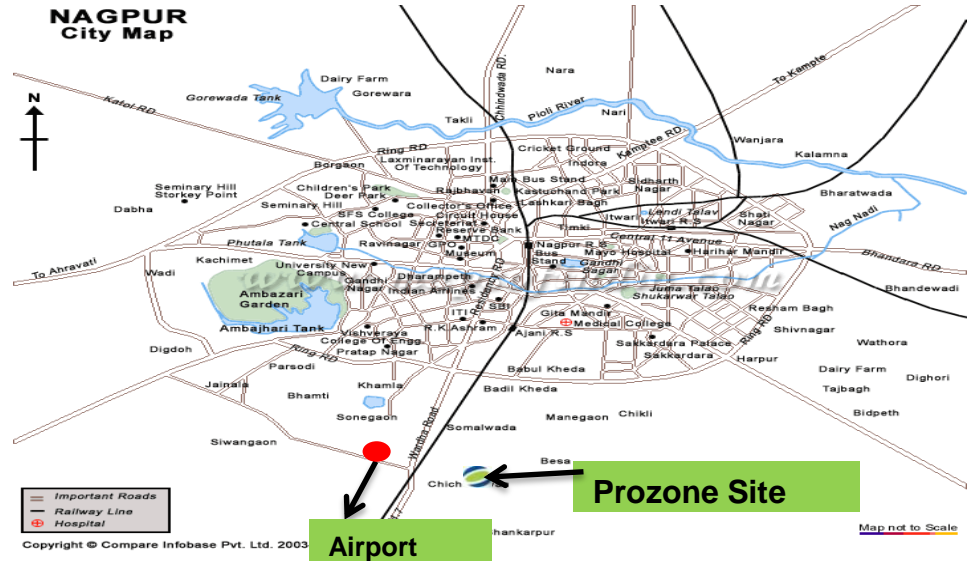 NAGPUR
City Map
N
Dairy Farm
Gorewara
Gorewada Tank
Nara
To Kampte
Katol RD
Chhindwada RD.
Takli
Pioli River
Nari
Kamptee RD.
Wanjara
Kalamna
Ring RD
Cricket Ground
Borgaon
Laxminarayan Inst.
Of Technology
Indora
Seminary Hill
Storkey Point
Dabha
Children's Park
Deer Park
Main Bus Stand
Rajbhavan
Kastuchand Park
Sidharth
Nagar
Bharatwada
Seminary Hill
SFS College
Collector's Office
Lashkari Bagh
Circuit House
Itwari
Lendi Talav
Itwari R.S
Shati
Nagar
Nag Nadi
Central School
Secreteriat
Reserve Bank
Timki
Phutala Tank
Ravinagar
GPO
MTDC
Museum
Nagpur R.S
Bus
Stand
Mayo Hospital
Central 11 Avenue
Harihar Mandir
To Ahravati
Wadi
Kachimet
University New
Campus
Dharampeth
Gandhi
Sagar
Bhandara RD
Gandhi
Nagar
Indian Airlines
Residency RD
SBI
Juma Talao
Shukarwar Talao
Bhandewadi
Ambazari
Garden
Ambajhari Tank
ITI
Gita Mandir
Resham Bagh
Vishveraya
College Of Engg.
R.K Ashram
Ajani R.S
Medical College
Ring RD
Shivnagar
Digdoh
Ring RD
Pratap Nagar
Sakkardara Palace
Sakkardara
Harpur
Wathora
Parsodi
Babul Kheda
Dairy Farm
Dighori
Jainala
Khamla
Badil Kheda
Tajbagh
Bhamti
Sonegaon
Wardha Road
Manegaon
Chikli
Bidpeth
Siwangaon
Somalwada
Besa
Chich
Prozone Site
Important Roads
Railway Line
Hospital
Map not to Scale
Copyright © Compare Infobase Pvt. Ltd. 2003
Airport
hankarpur